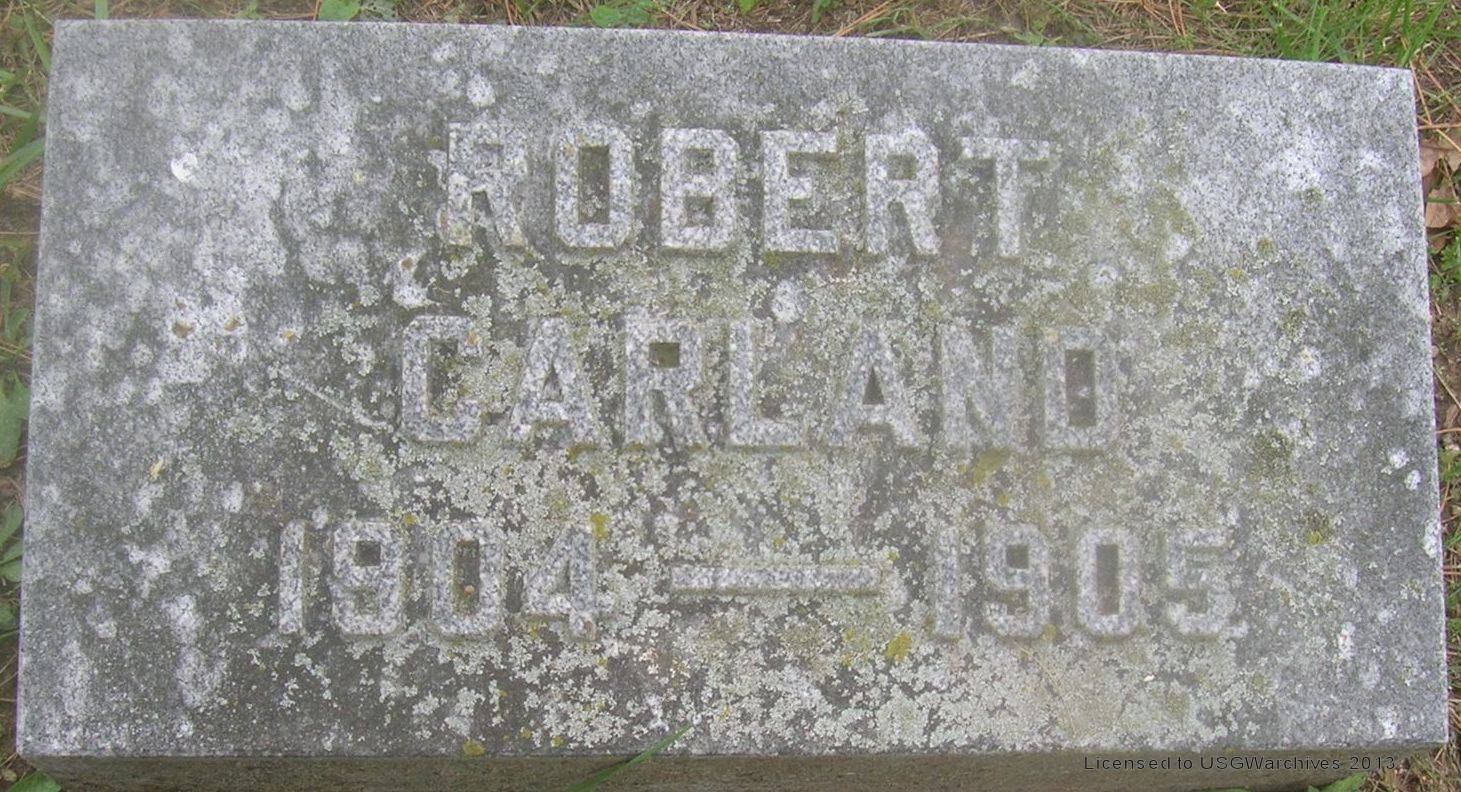 ROBERT
CARLAND
1904 — 1905
Licensed to USGWarchives 2013